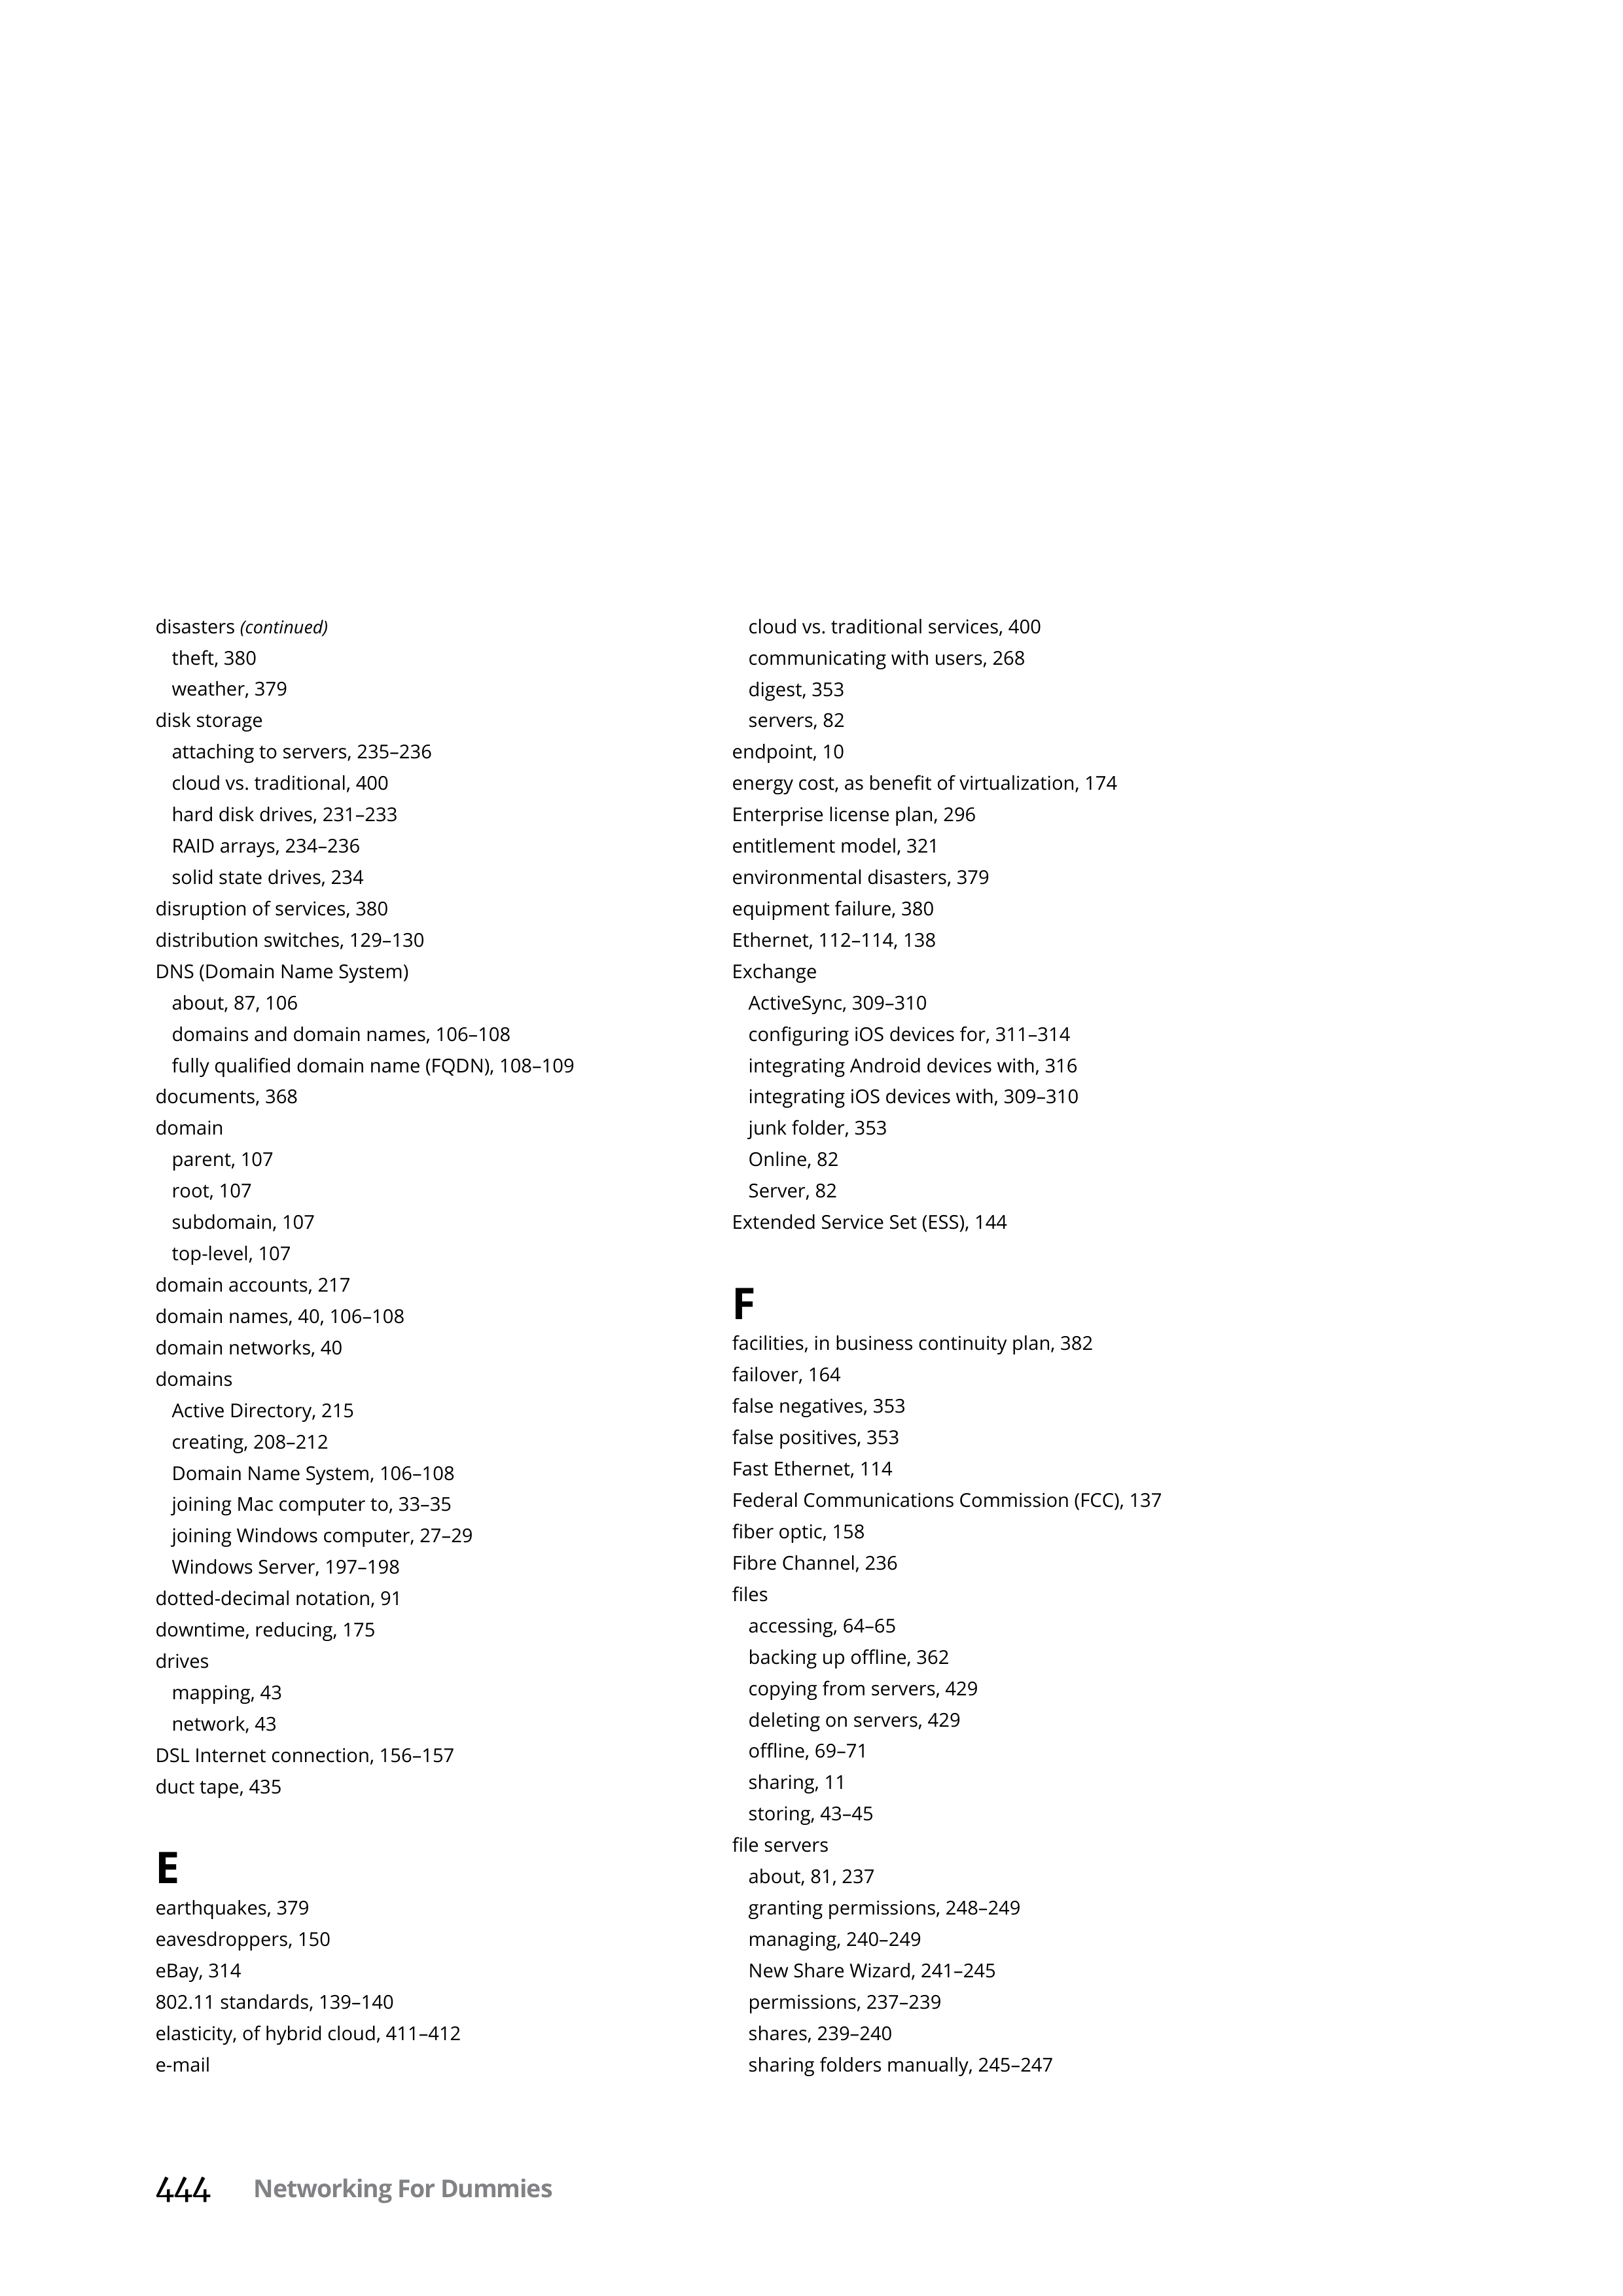 disasters (continued)
theft, 380
weather, 379
disk storage
attaching to servers, 235–236
cloud vs. traditional, 400
hard disk drives, 231–233
RAID arrays, 234–236
solid state drives, 234
disruption of services, 380
distribution switches, 129–130
DNS (Domain Name System)
about, 87, 106
domains and domain names, 106–108
fully qualified domain name (FQDN), 108–109
documents, 368
domain
parent, 107
root, 107
subdomain, 107
top-level, 107
domain accounts, 217
domain names, 40, 106–108
domain networks, 40
domains
Active Directory, 215
creating, 208–212
Domain Name System, 106–108
joining Mac computer to, 33–35
joining Windows computer, 27–29
Windows Server, 197–198
dotted-decimal notation, 91
downtime, reducing, 175
drives
mapping, 43
network, 43
DSL Internet connection, 156–157
duct tape, 435
E
earthquakes, 379
eavesdroppers, 150
eBay, 314
802.11 standards, 139–140
elasticity, of hybrid cloud, 411–412
e-mail
cloud vs. traditional services, 400
communicating with users, 268
digest, 353
servers, 82
endpoint, 10
energy cost, as benefit of virtualization, 174
Enterprise license plan, 296
entitlement model, 321
environmental disasters, 379
equipment failure, 380
Ethernet, 112–114, 138
Exchange
ActiveSync, 309–310
configuring iOS devices for, 311–314
integrating Android devices with, 316
integrating iOS devices with, 309–310
junk folder, 353
Online, 82
Server, 82
Extended Service Set (ESS), 144
F
facilities, in business continuity plan, 382
failover, 164
false negatives, 353
false positives, 353
Fast Ethernet, 114
Federal Communications Commission (FCC), 137
fiber optic, 158
Fibre Channel, 236
files
accessing, 64–65
backing up offline, 362
copying from servers, 429
deleting on servers, 429
offline, 69–71
sharing, 11
storing, 43–45
file servers
about, 81, 237
granting permissions, 248–249
managing, 240–249
New Share Wizard, 241–245
permissions, 237–239
shares, 239–240
sharing folders manually, 245–247
444 Networking For Dummies